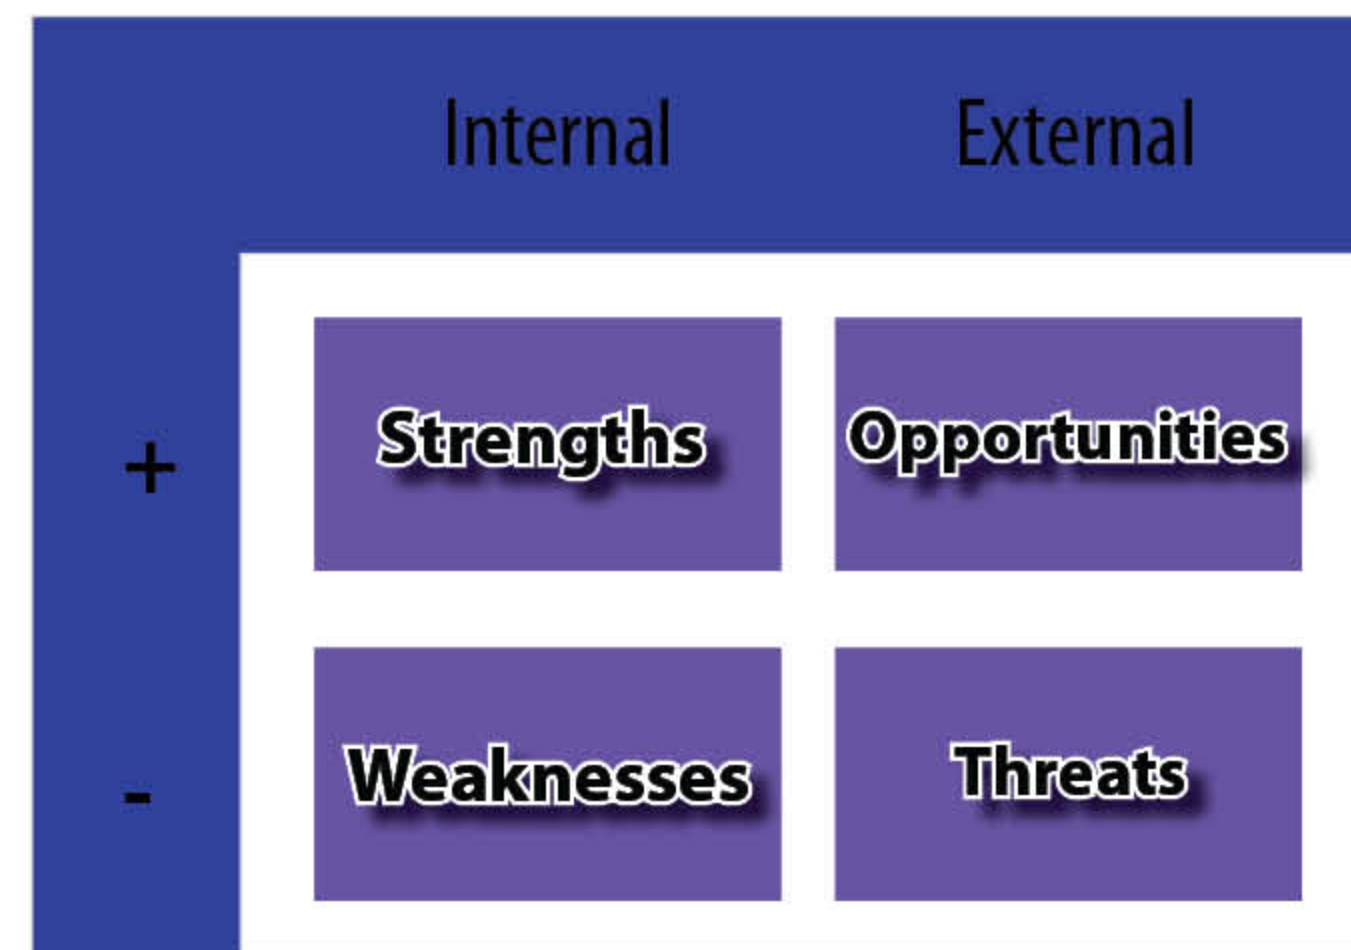 Internal External
+ Strengths Opportunities
- Weaknesses Threats